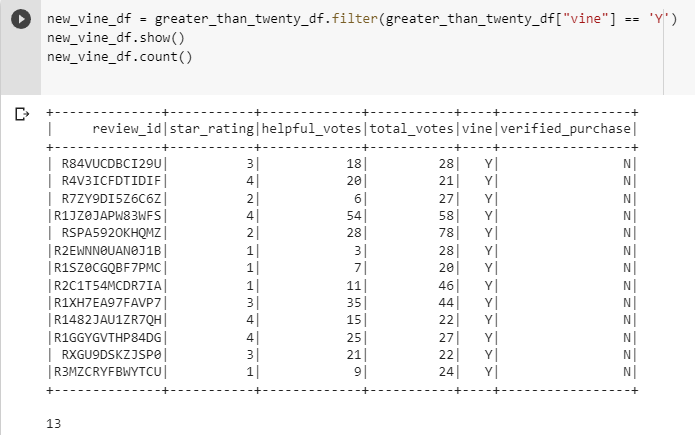 new_vine_df = greater_than_twenty_df.filter(greater_than_twenty_df["vine"] == 'Y')
new_vine_df.show()
new_vine_df.count()
+--------------+-----------+-------------+-----------+----+-----------------+
|     review_id|star_rating|helpful_votes|total_votes|vine|verified_purchase|
+--------------+-----------+-------------+-----------+----+-----------------+
| R84VUCDBCI29U|          3|           18|         28|   Y|                N|
| R4V3ICFDTIDIF|          4|           20|         21|   Y|                N|
| R7ZY9DI5Z6C6Z|          2|            6|         27|   Y|                N|
|R1JZ0JAPW83WFS|          4|           54|         58|   Y|                N|
| RSPA592OKHQMZ|          2|           28|         78|   Y|                N|
|R2EWNN0UAN0J1B|          1|            3|         28|   Y|                N|
|R1SZ0CGQBF7PMC|          1|            7|         20|   Y|                N|
|R2C1T54MCDR7IA|          1|           11|         46|   Y|                N|
|R1XH7EA97FAVP7|          3|           35|         44|   Y|                N|
|R1482JAU1ZR7QH|          4|           15|         22|   Y|                N|
|R1GGYGVTHP84DG|          4|           25|         27|   Y|                N|
| RXGU9DSKZJSP0|          3|           21|         22|   Y|                N|
|R3MZCRYFBWYTCU|          1|            9|         24|   Y|                N|
+--------------+-----------+-------------+-----------+----+-----------------+
13